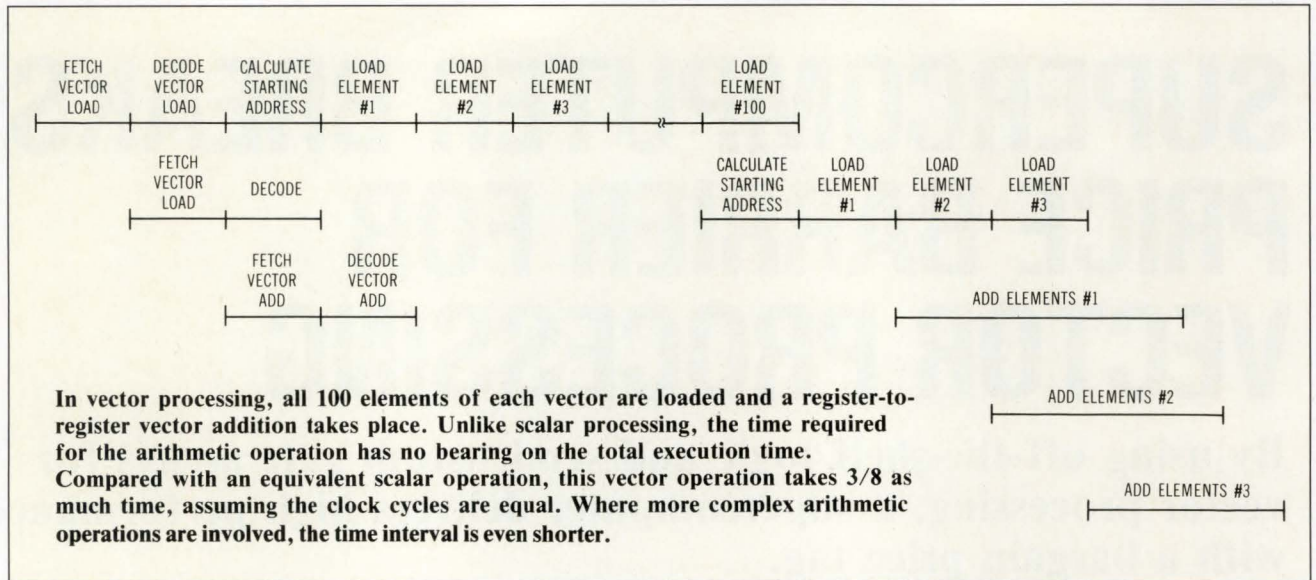 FETCH VECTOR LOAD
DECODE VECTOR LOAD
CALCULATE STARTING ADDRESS
LOAD ELEMENT #1
LOAD ELEMENT #2
LOAD ELEMENT #3
LOAD ELEMENT #100
FETCH VECTOR LOAD
DECODE
CALCULATE STARTING ADDRESS
LOAD ELEMENT #1
LOAD ELEMENT #2
LOAD ELEMENT #3
FETCH VECTOR ADD
DECODE VECTOR ADD
ADD ELEMENTS #1
ADD ELEMENTS #2
ADD ELEMENTS #3
In vector processing, all 100 elements of each vector are loaded and a register-to-
register vector addition takes place. Unlike scalar processing, the time required
for the arithmetic operation has no bearing on the total execution time.
Compared with an equivalent scalar operation, this vector operation takes 3/8 as
much time, assuming the clock cycles are equal. Where more complex arithmetic
operations are involved, the time interval is even shorter.